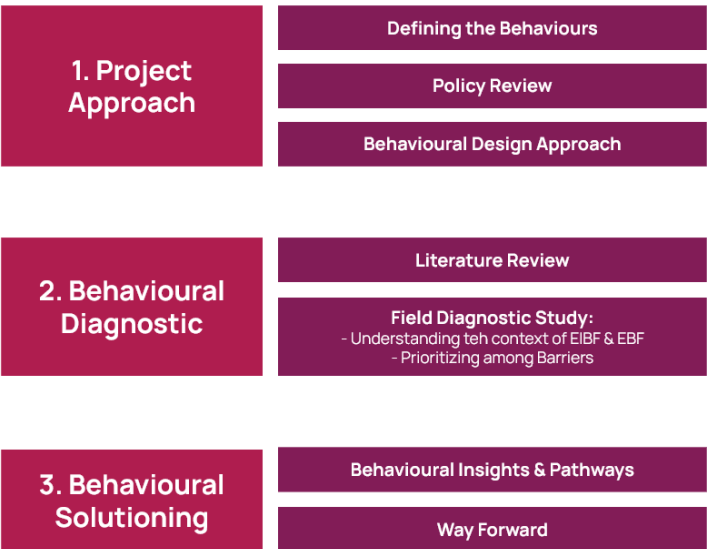 1. Project
Approach
Defining the Behaviours
Policy Review
Behavioural Design Approach
2. Behavioural
Diagnostic
Literature Review
Field Diagnostic Study:
- Understanding teh context of EIBF & EBF
- Prioritizing among Barriers
3. Behavioural
Solutioning
Behavioural Insights & Pathways
Way Forward